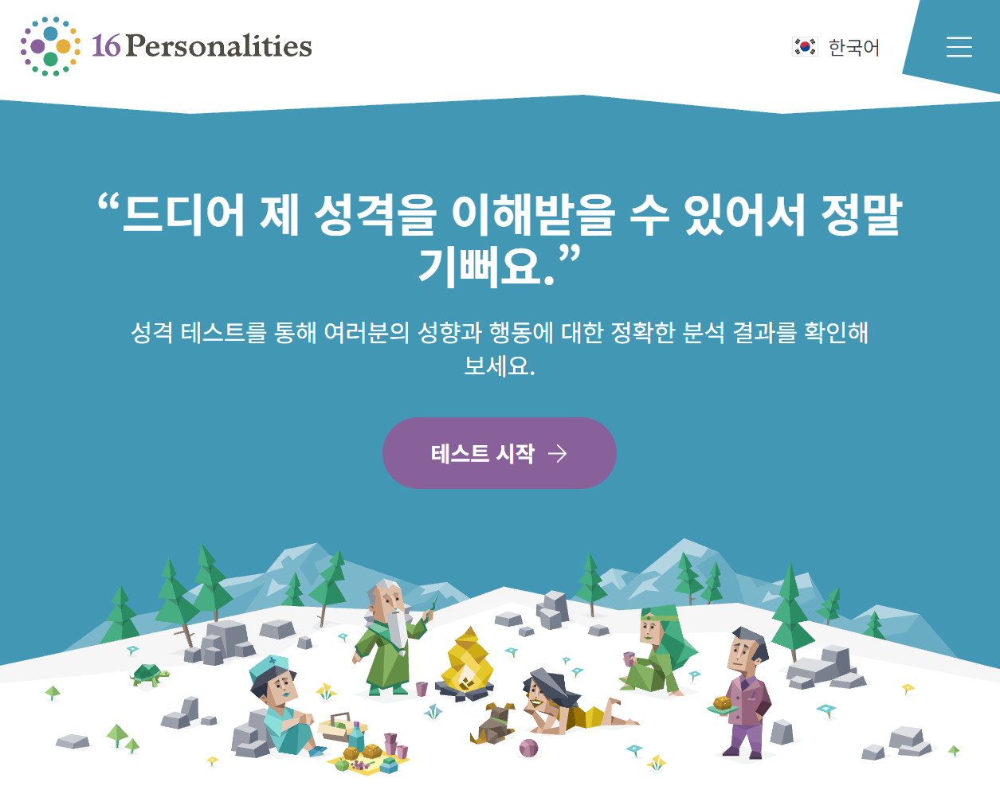 16Personalities
한국어
“드디어 제 성격을 이해받을 수 있어서 정말
기뻐요.”
성격 테스트를 통해 여러분의 성향과 행동에 대한 정확한 분석 결과를 확인해
보세요.
테스트 시작 →